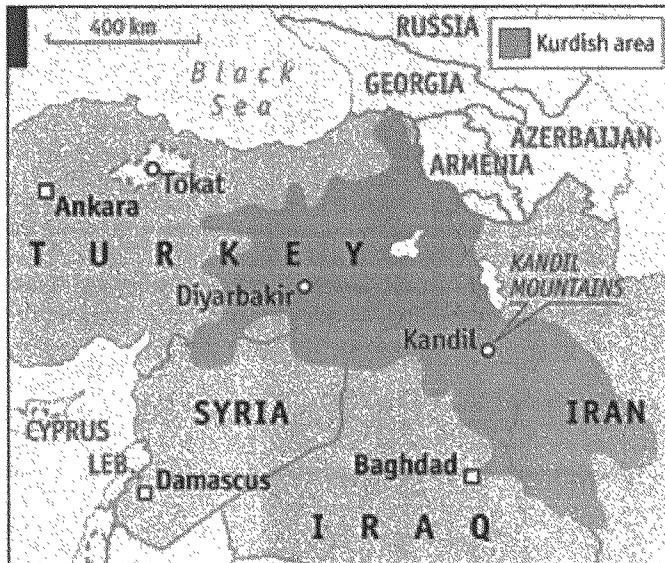 400 km
RUSSIA
Kurdish area
Black
Sea
GEORGIA
AZERBAIJAN
ARMENIA
Tokat
Ankara
TURKEY
KANDIL
MOUNTAINS
Diyarbakir
Kandil
SYRIA
IRAN
CYPRUS
LEB.
Baghdad
Damascus
IRAQ